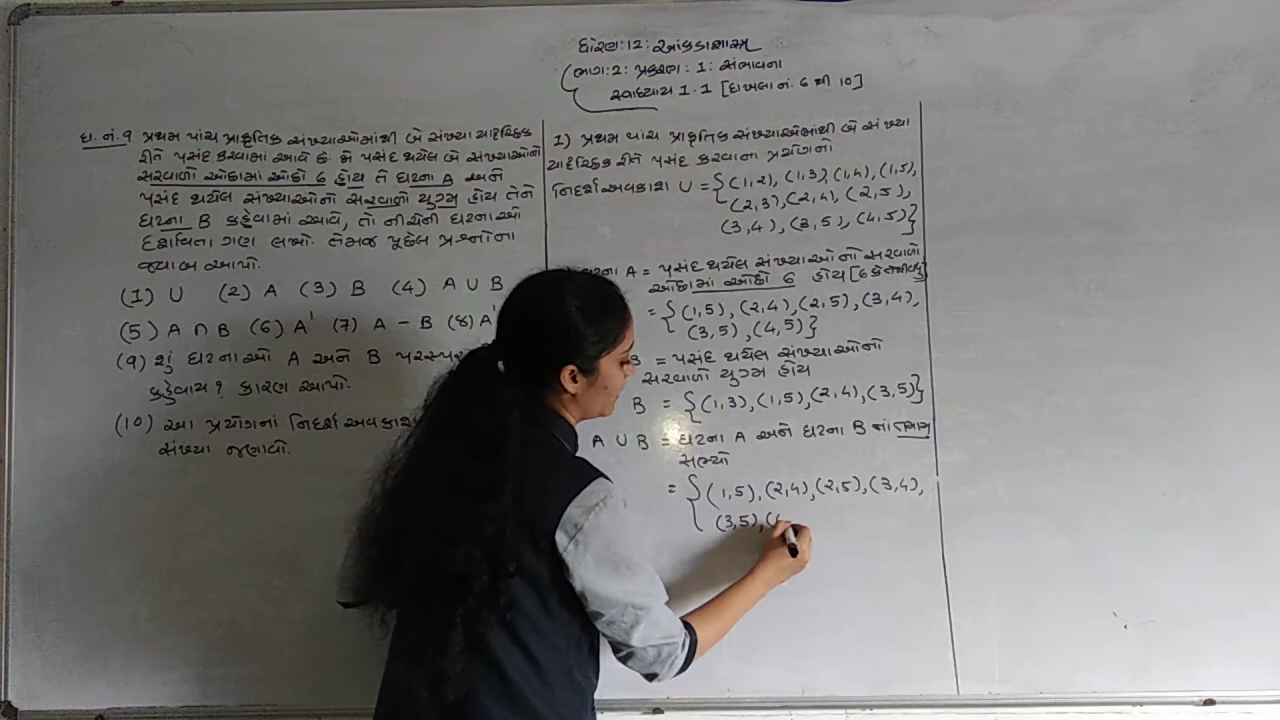 ધોરણ:12: આંકડાશાસ્ત્ર
ભાગ:2: પ્રકરણ: 1: સંભાવના
સ્વાધ્યાય 1.1 [દાખલા નં. 6 થી 10]
દા.નં.9 પ્રથમ પાંચ પ્રાકૃતિક સંખ્યાઓમાંથી બે સંખ્યા યાદચ્છિક
રીતે પસંદ કરવામાં આવે છે. જો પસંદ થયેલ બે સંખ્યાઓનો
સરવાળો ઓછામાં ઓછો 6 હોય તે ઘટના A અને
પસંદ થયેલ સંખ્યાઓનો સરવાળો યુગ્મ હોય તેને
ઘટના B કહેવામાં આવે, તો નીચેની ઘટનાઓ
દર્શાવતા ગણ લખો. તેમજ પૂછેલ પ્રશ્નોના
જવાબ આપો.
(1) U (2) A (3) B (4) A ∪ B
(5) A ∩ B (6) A' (7) A - B (8) A'
(9) શું ઘટનાઓ A અને B પરસ્પર
કહેવાય? કારણ આપો.
(10) આ પ્રયોગનાં નિદર્શ અવકાશ
સંખ્યા જણાવો.
1) પ્રથમ પાંચ પ્રાકૃતિક સંખ્યાઓમાંથી બે સંખ્યા
યાદચ્છિક રીતે પસંદ કરવાના પ્રયોગનો
નિદર્શ અવકાશ U = {(1,2), (1,3), (1,4), (1,5),
(2,3), (2,4), (2,5),
(3,4), (3,5), (4,5)}
A = પસંદ થયેલ સંખ્યાઓનો સરવાળો
ઓછામાં ઓછો 6 હોય [6 કે તેથી વધુ]
= {(1,5), (2,4), (2,5), (3,4),
(3,5), (4,5)}
B = પસંદ થયેલ સંખ્યાઓનો
સરવાળો યુગ્મ હોય
B = {(1,3), (1,5), (2,4), (3,5)}
A ∪ B = ઘટના A અને ઘટના B નાં તમામ
સભ્યો
= {(1,5), (2,4), (2,5), (3,4),
(3,5), (